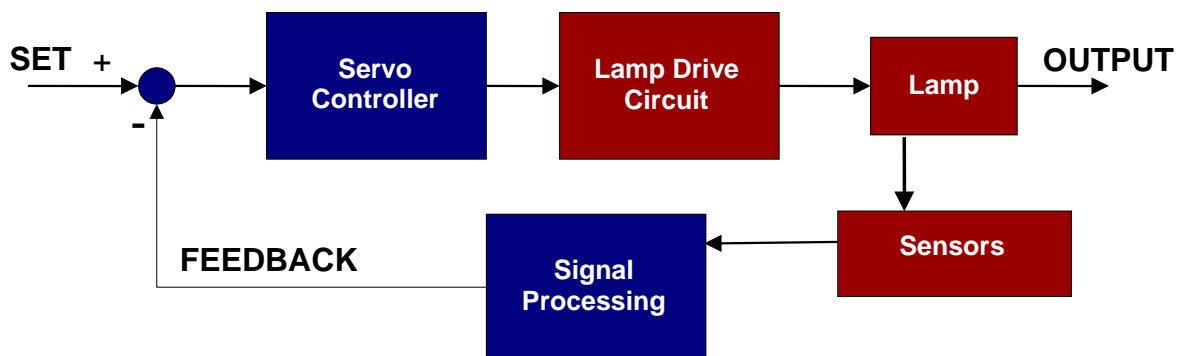 SET +
-
Servo
Controller
Lamp Drive
Circuit
Lamp
OUTPUT
FEEDBACK
Signal
Processing
Sensors